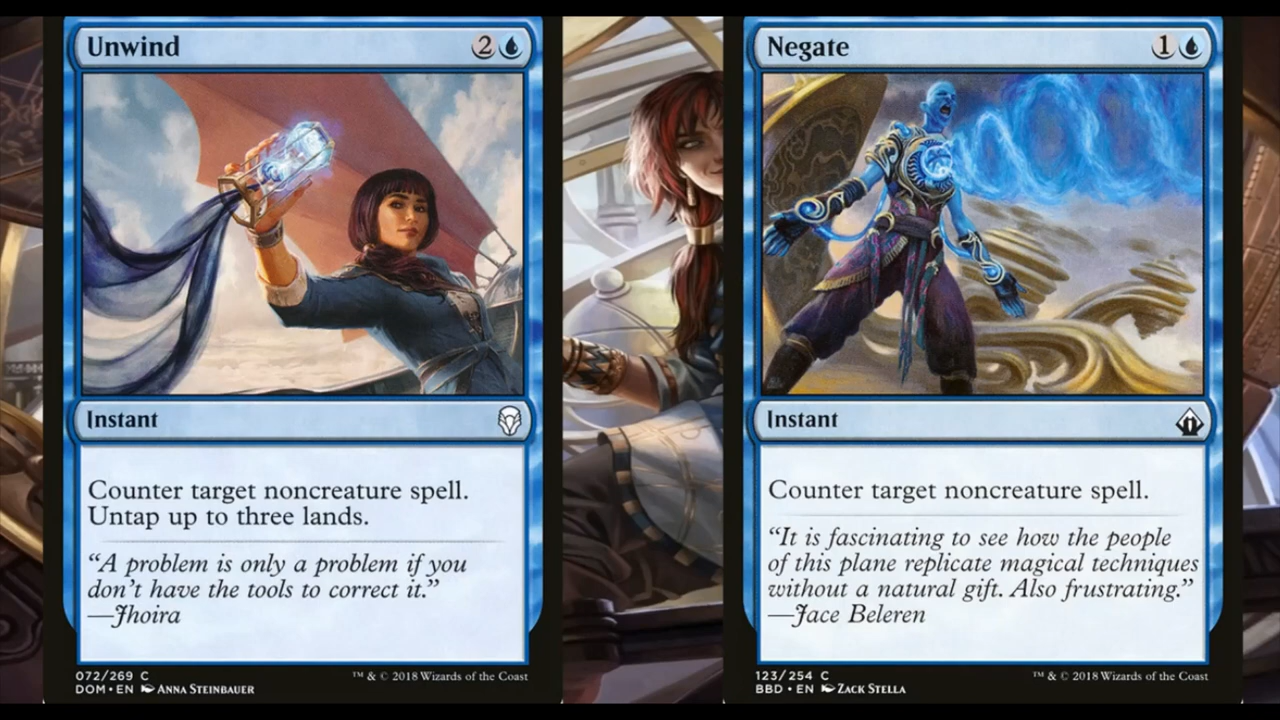 Unwind
2
Instant
Counter target noncreature spell.
Untap up to three lands.
“A problem is only a problem if you
don’t have the tools to correct it.”
—Jhoira
072/269 C
DOM • EN Anna Steinbauer
™ & © 2018 Wizards of the Coast
Negate
1
Instant
Counter target noncreature spell.
“It is fascinating to see how the people
of this plane replicate magical techniques
without a natural gift. Also frustrating.”
—Jace Beleren
123/254 C
BBD • EN Zack Stella
™ & © 2018 Wizards of the Coast